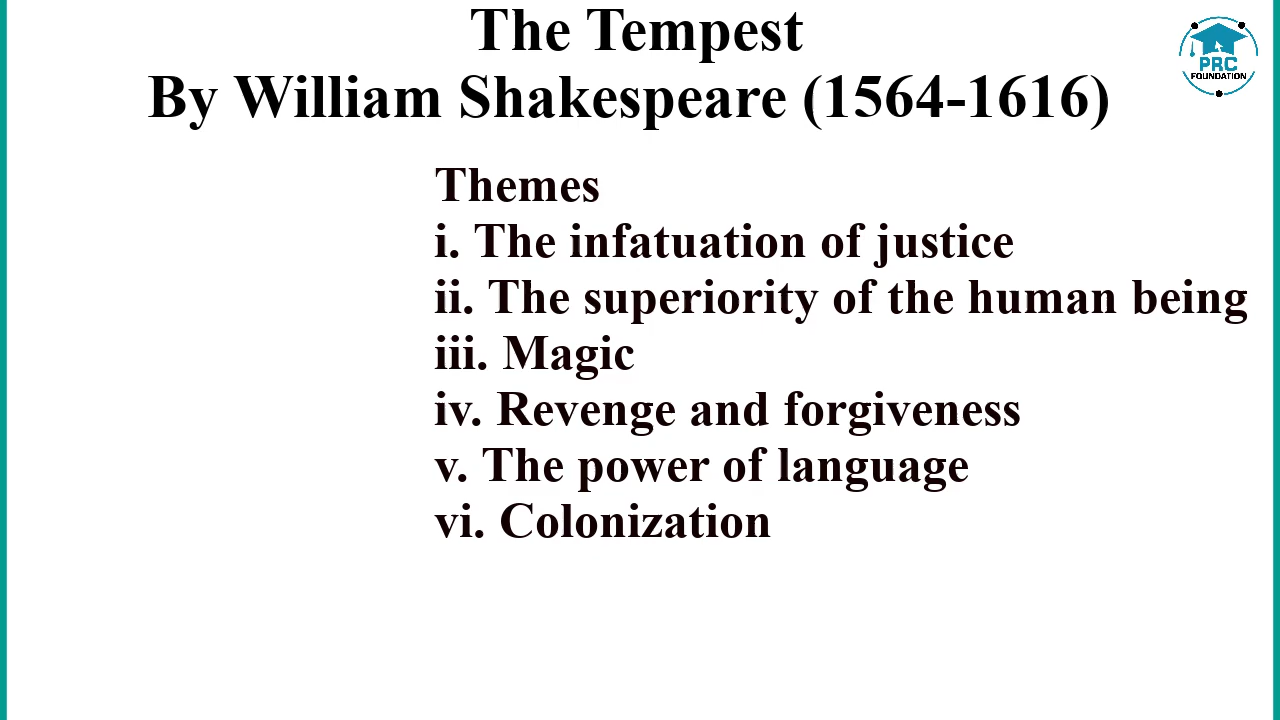 The Tempest
By William Shakespeare (1564-1616)
PRC
FOUNDATION
Themes
i. The infatuation of justice
ii. The superiority of the human being
iii. Magic
iv. Revenge and forgiveness
v. The power of language
vi. Colonization